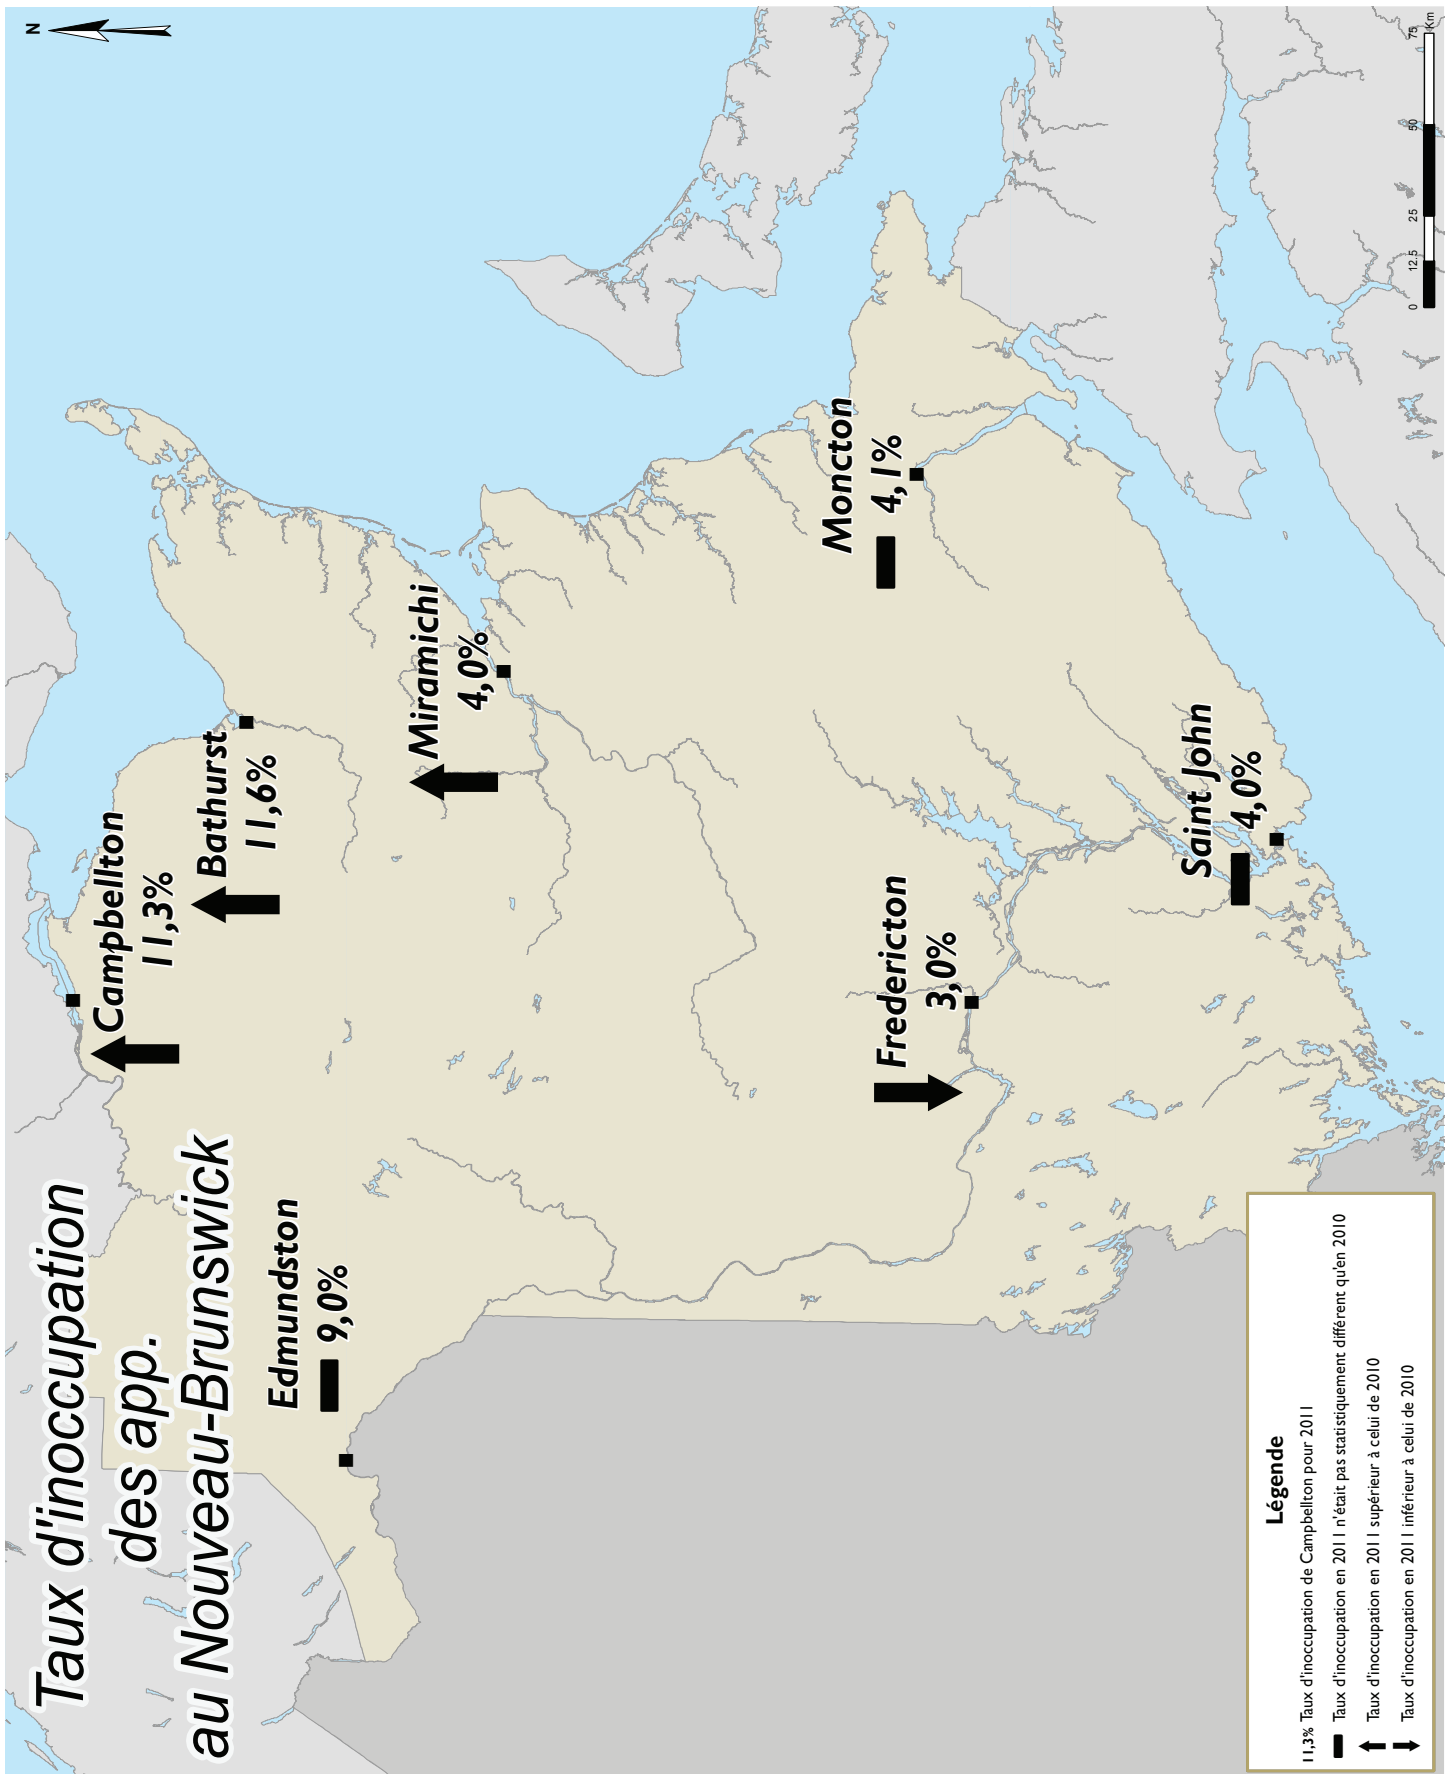 Taux d'inoccupation
des app.
au Nouveau-Brunswick
N
Campbellton
11,3%
Bathurst
11,6%
Edmundston
9,0%
Miramichi
4,0%
Moncton
4,1%
Fredericton
3,0%
Saint John
4,0%
Légende
11,3% Taux d'inoccupation de Campbellton pour 2011
Taux d'inoccupation en 2011 n'était pas statistiquement différent qu'en 2010
Taux d'inoccupation en 2011 supérieur à celui de 2010
Taux d'inoccupation en 2011 inférieur à celui de 2010
0 12.5 25 50 75
Km